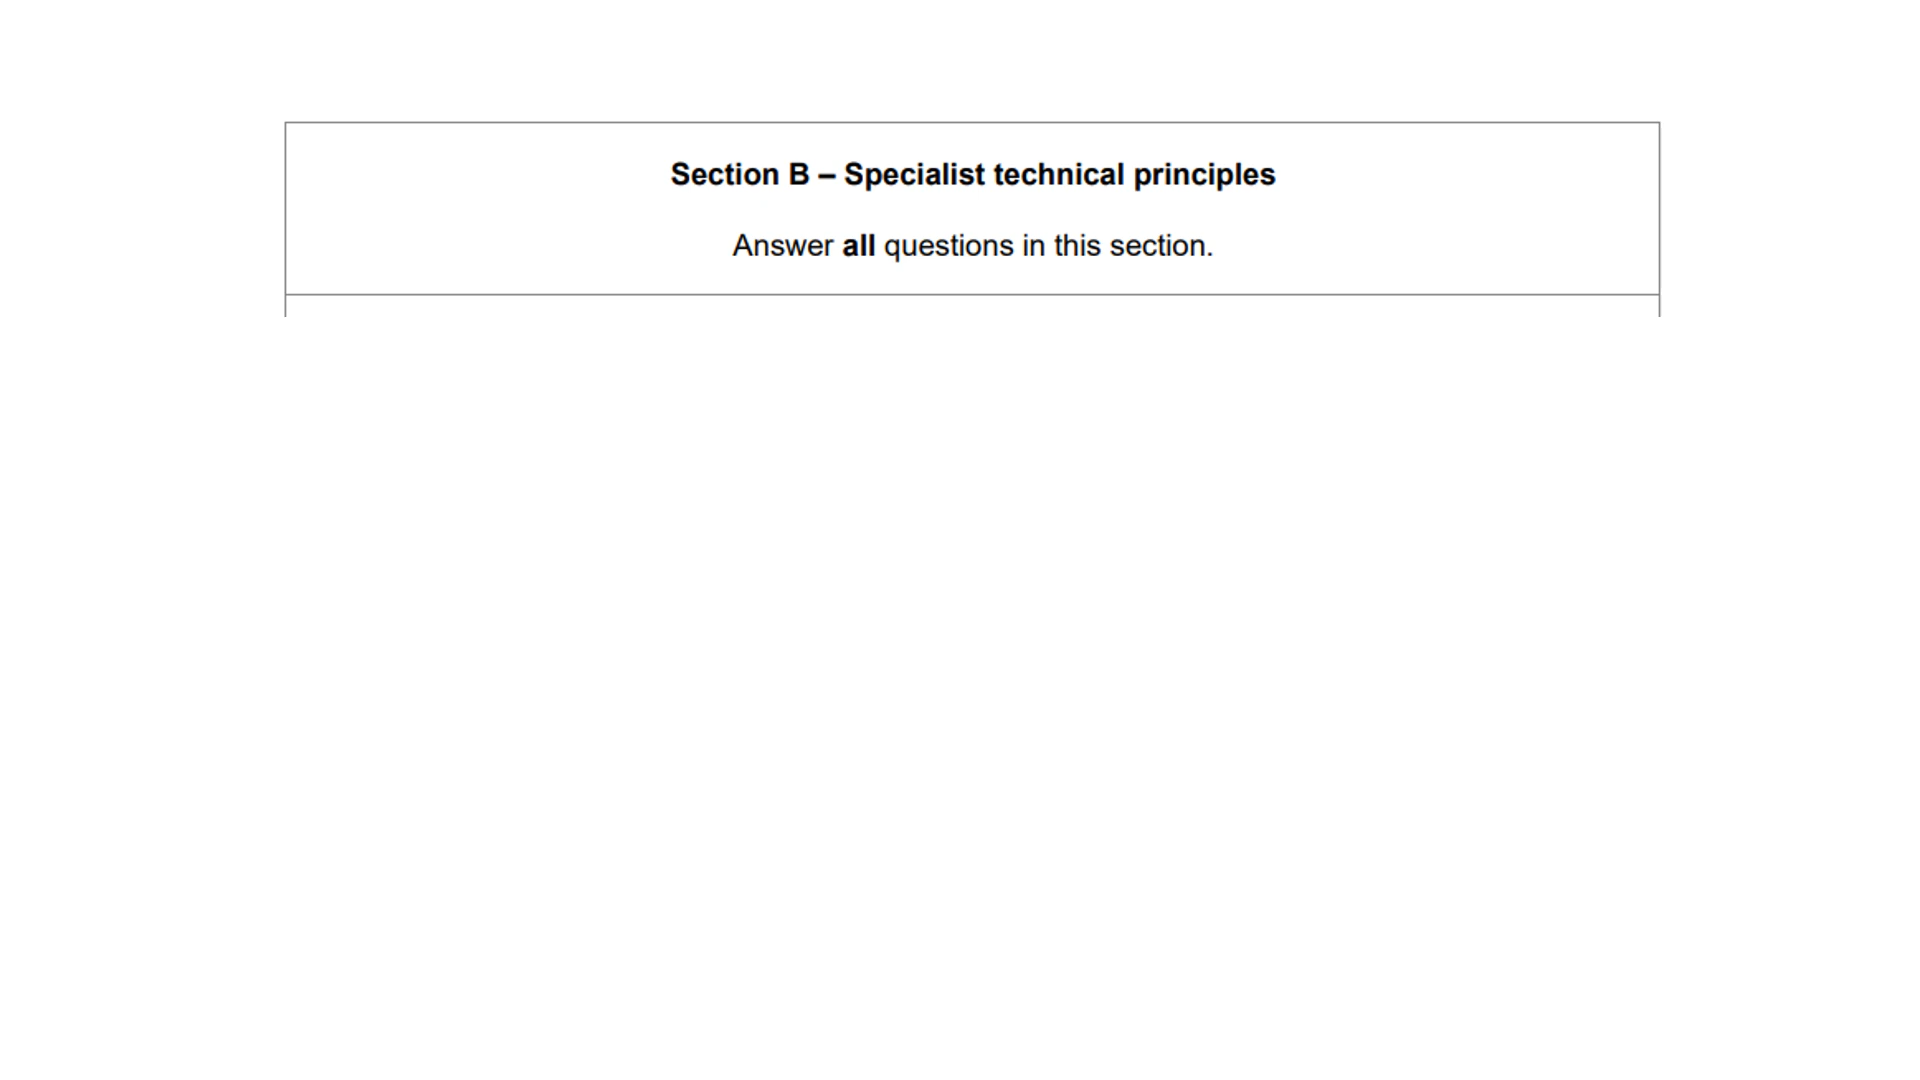 Section B – Specialist technical principles
Answer all questions in this section.